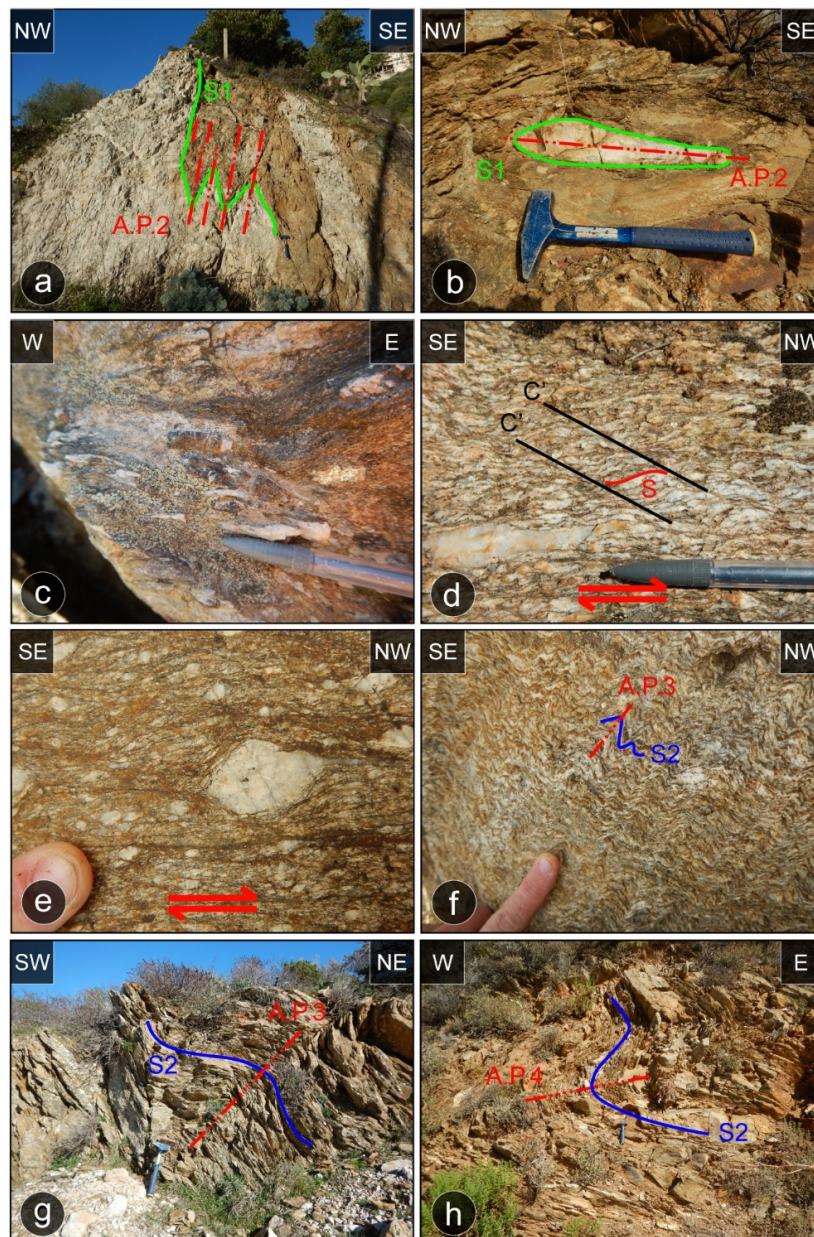 NW SE
S1
A.P.2
a
NW SE
S1
A.P.2
b
W E
c
SE NW
C'
C'
S
d
SE NW
e
SE NW
A.P.3
S2
f
SW NE
A.P.3
S2
g
W E
A.P.4
S2
h